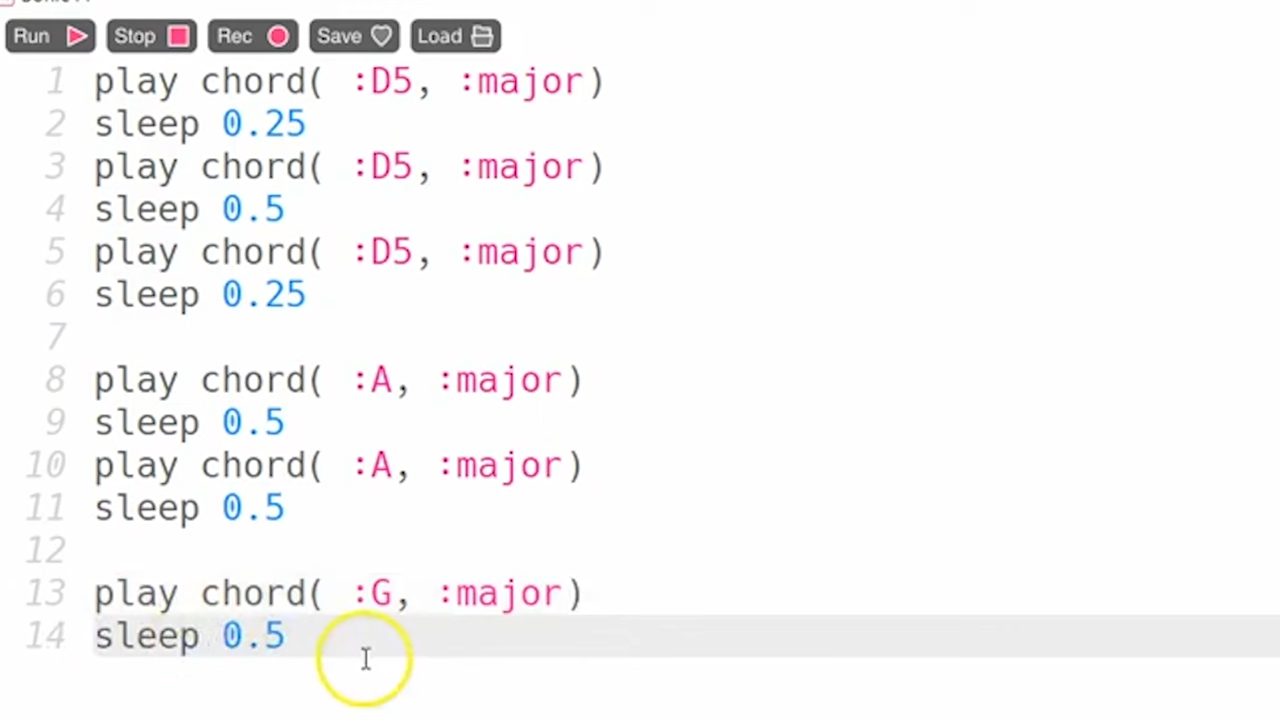 Run Stop Rec Save Load
1 play chord( :D5, :major)
2 sleep 0.25
3 play chord( :D5, :major)
4 sleep 0.5
5 play chord( :D5, :major)
6 sleep 0.25
7
8 play chord( :A, :major)
9 sleep 0.5
10 play chord( :A, :major)
11 sleep 0.5
12
13 play chord( :G, :major)
14 sleep 0.5